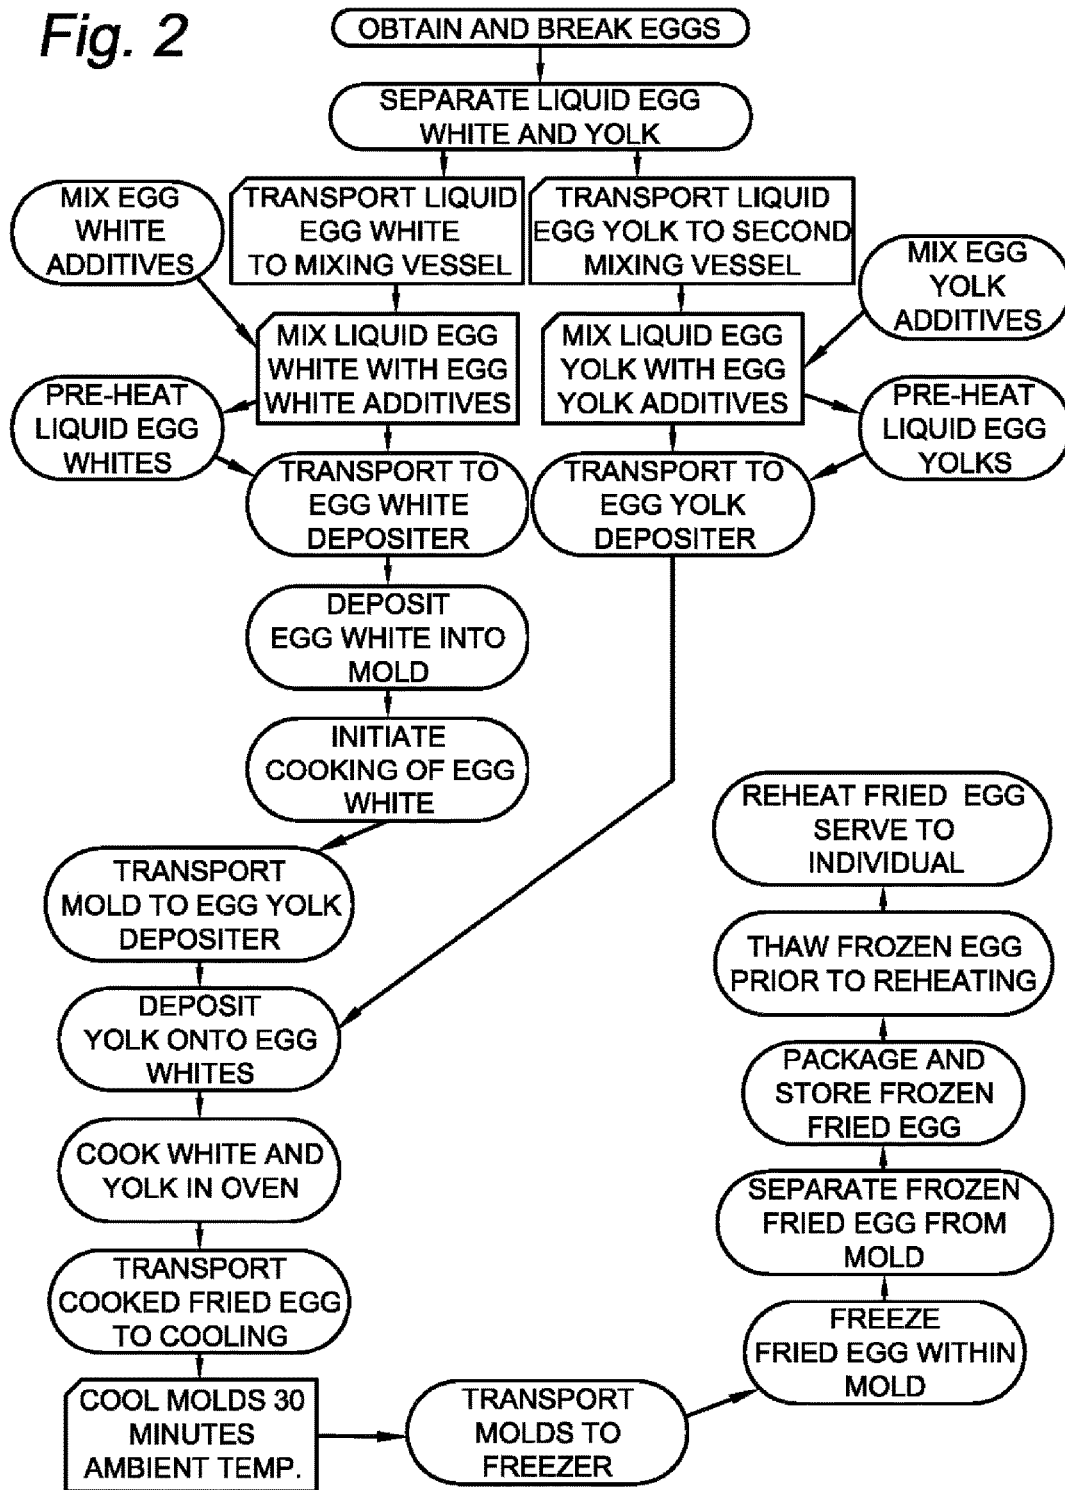 Fig. 2
OBTAIN AND BREAK EGGS
SEPARATE LIQUID EGG
WHITE AND YOLK
MIX EGG
WHITE
ADDITIVES
TRANSPORT LIQUID
EGG WHITE
TO MIXING VESSEL
TRANSPORT LIQUID
EGG YOLK TO SECOND
MIXING VESSEL
MIX EGG
YOLK
ADDITIVES
MIX LIQUID EGG
WHITE WITH EGG
WHITE ADDITIVES
MIX LIQUID EGG
YOLK WITH EGG
YOLK ADDITIVES
PRE-HEAT
LIQUID EGG
WHITES
PRE-HEAT
LIQUID EGG
YOLKS
TRANSPORT TO
EGG WHITE
DEPOSITER
TRANSPORT TO
EGG YOLK
DEPOSITER
DEPOSIT
EGG WHITE INTO
MOLD
INITIATE
COOKING OF EGG
WHITE
TRANSPORT
MOLD TO EGG YOLK
DEPOSITER
DEPOSIT
YOLK ONTO EGG
WHITES
COOK WHITE AND
YOLK IN OVEN
TRANSPORT
COOKED FRIED EGG
TO COOLING
COOL MOLDS 30
MINUTES
AMBIENT TEMP.
TRANSPORT
MOLDS TO
FREEZER
FREEZE
FRIED EGG WITHIN
MOLD
SEPARATE FROZEN
FRIED EGG FROM
MOLD
PACKAGE AND
STORE FROZEN
FRIED EGG
THAW FROZEN EGG
PRIOR TO REHEATING
REHEAT FRIED EGG
SERVE TO
INDIVIDUAL